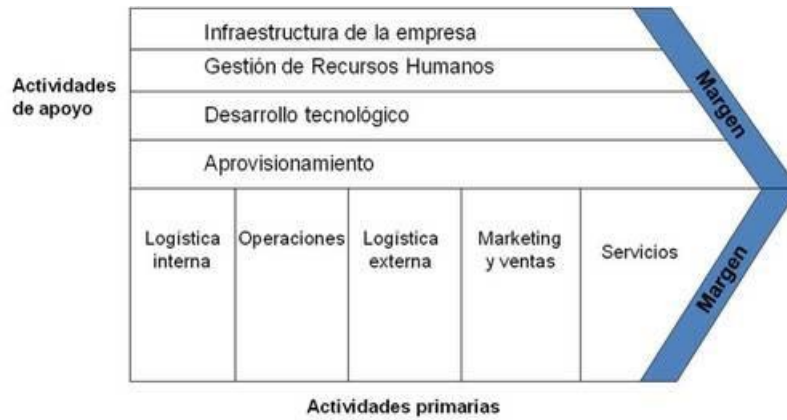 Infraestructura de la empresa
Gestión de Recursos Humanos
Actividades
de apoyo
Desarrollo tecnológico
Aprovisionamiento
Margen
Logística
interna
Operaciones
Logística
externa
Marketing
y ventas
Servicios
Margen
Actividades primarias